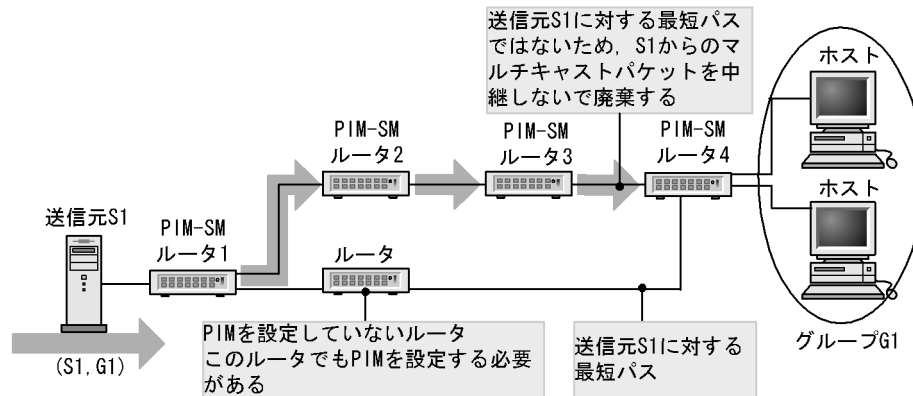 送信元S1に対する最短パス
ではないため，S1からのマ
ルチキャストパケットを中
継しないで廃棄する
ホスト
PIM-SM
ルータ2
PIM-SM
ルータ3
PIM-SM
ルータ4
ホスト
送信元S1
PIM-SM
ルータ1
ルータ
PIMを設定していないルータ
このルータでもPIMを設定する必要
がある
送信元S1に対する
最短パス
グループG1
(S1,G1)